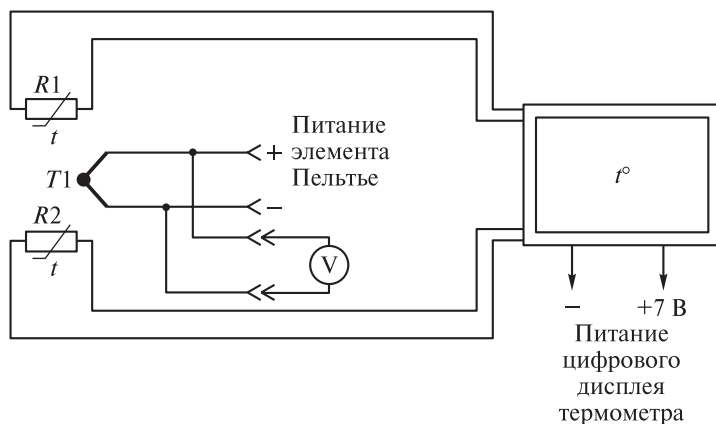 R1
t
T1
R2
t
+
Питание
элемента
Пельтье
−
V
t°
−
+7 В
Питание
цифрового
дисплея
термометра